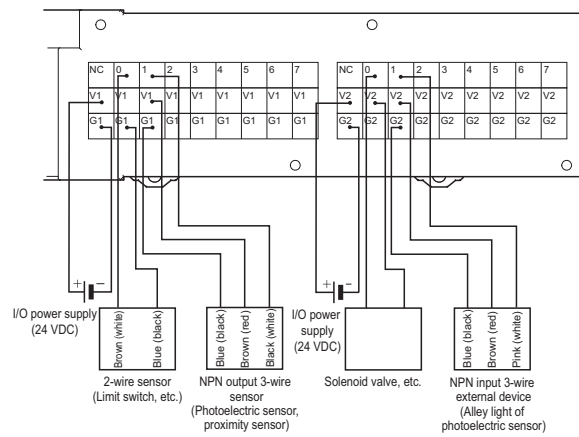 NC 0 1 2 3 4 5 6 7 NC 0 1 2 3 4 5 6 7
V1 V1 V1 V1 V1 V1 V1 V1 V1 V2 V2 V2 V2 V2 V2 V2 V2 V2
G1 G1 G1 G1 G1 G1 G1 G1 G1 G2 G2 G2 G2 G2 G2 G2 G2 G2
+ −
I/O power supply
(24 VDC)
Brown (white)
Blue (black)
2-wire sensor
(Limit switch, etc.)
Blue (black)
Brown (red)
Black (white)
NPN output 3-wire
sensor
(Photoelectric sensor,
proximity sensor)
+ −
I/O power
supply
(24 VDC)
Solenoid valve, etc.
Blue (black)
Brown (red)
Pink (white)
NPN input 3-wire
external device
(Alley light of
photoelectric sensor)